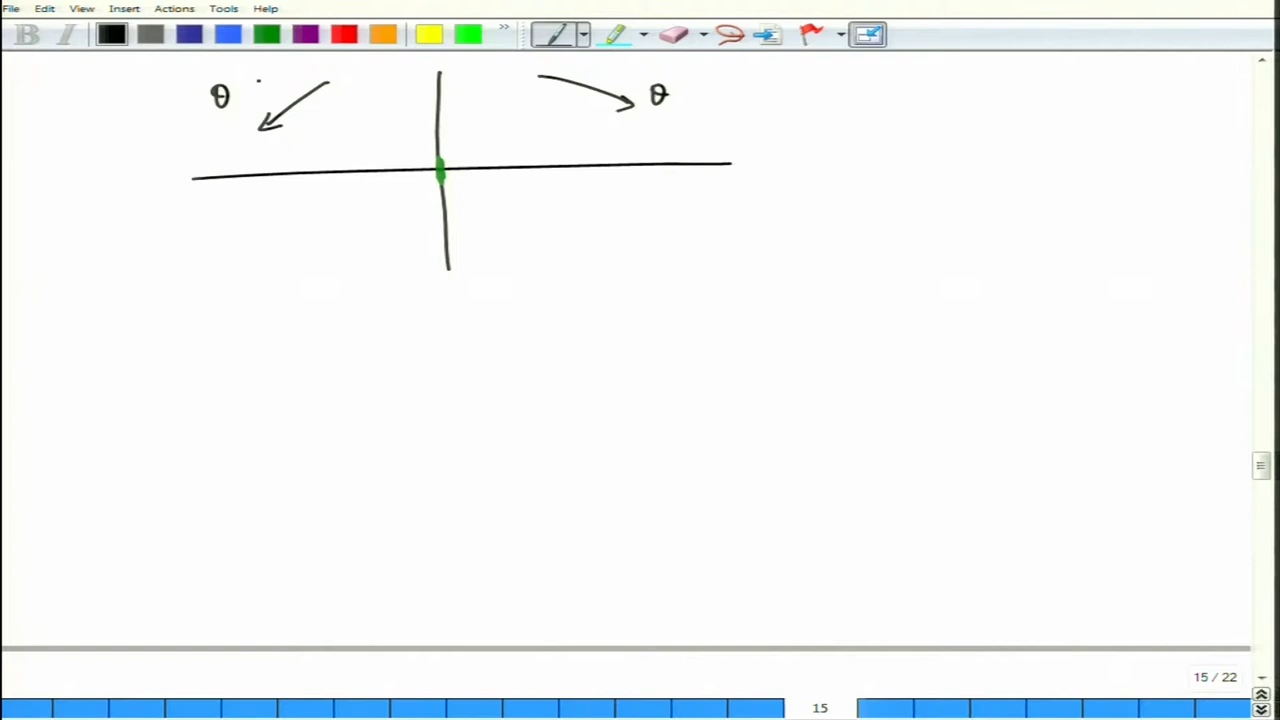 File Edit View Insert Actions Tools Help
B I
θ θ
15 / 22
15